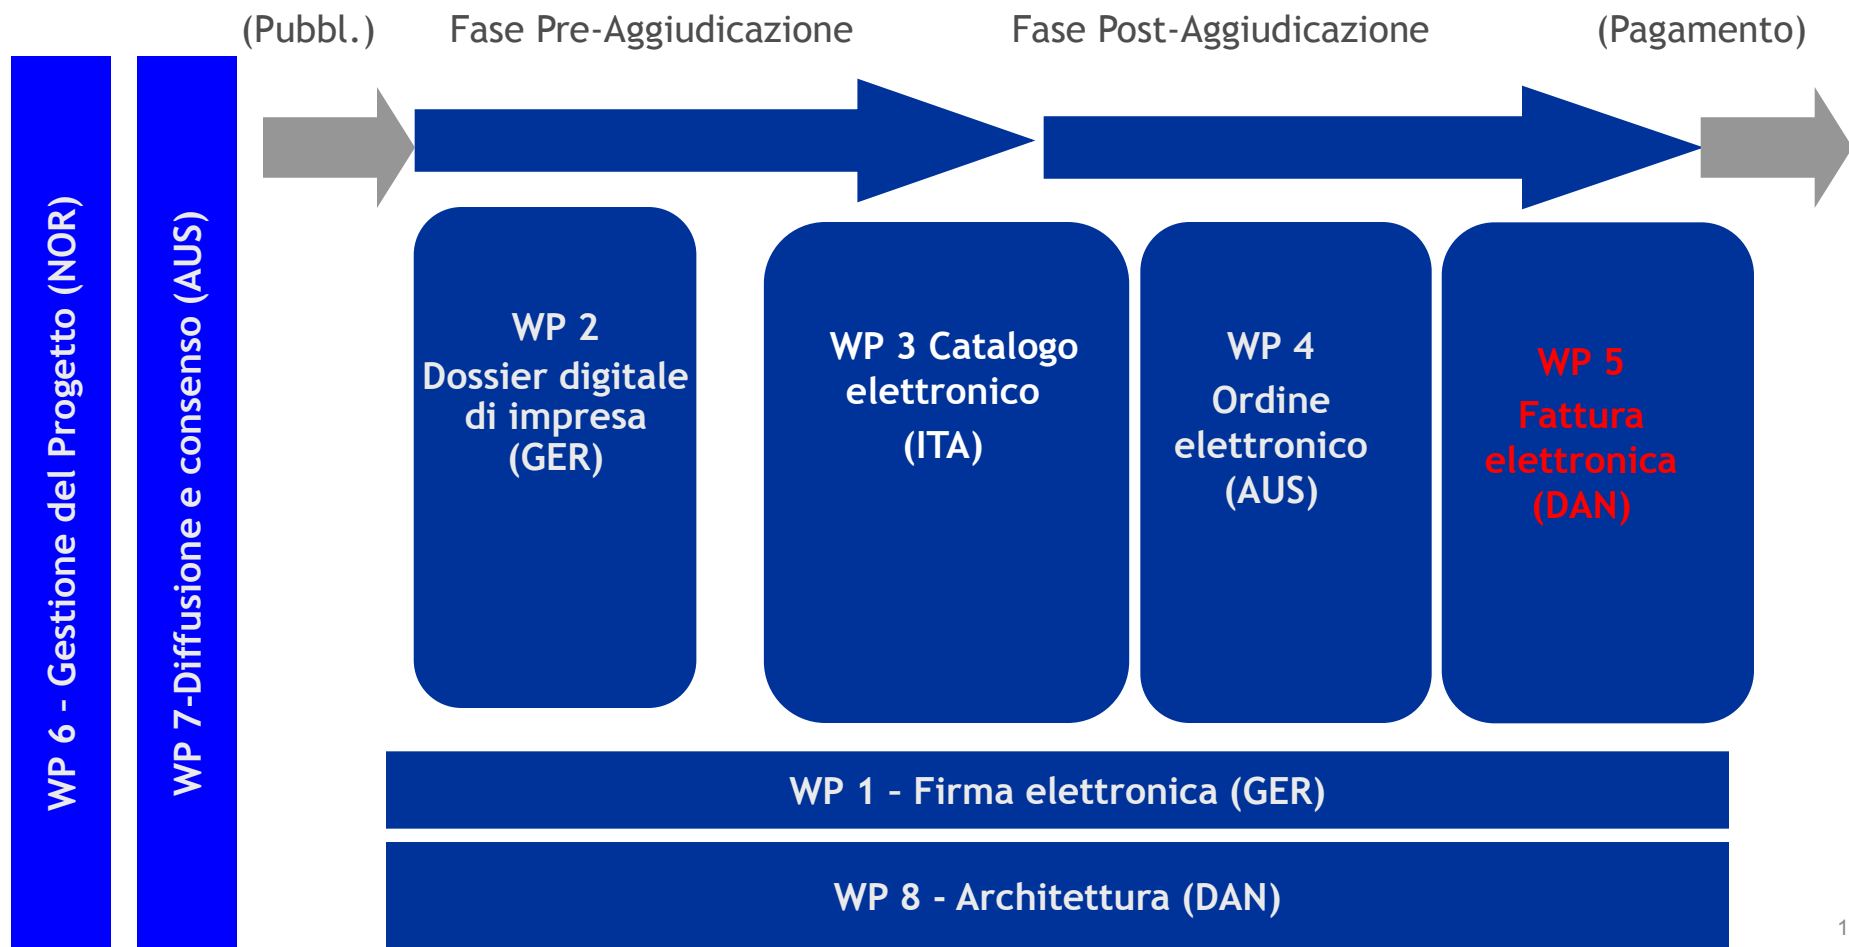 (Pubbl.)
Fase Pre-Aggiudicazione
Fase Post-Aggiudicazione
(Pagamento)
WP 6 - Gestione del Progetto (NOR)
WP 7-Diffusione e consenso (AUS)
WP 2
Dossier digitale
di impresa
(GER)
WP 3 Catalogo
elettronico
(ITA)
WP 4
Ordine
elettronico
(AUS)
WP 5
Fattura
elettronica
(DAN)
WP 1 – Firma elettronica (GER)
WP 8 - Architettura (DAN)
1